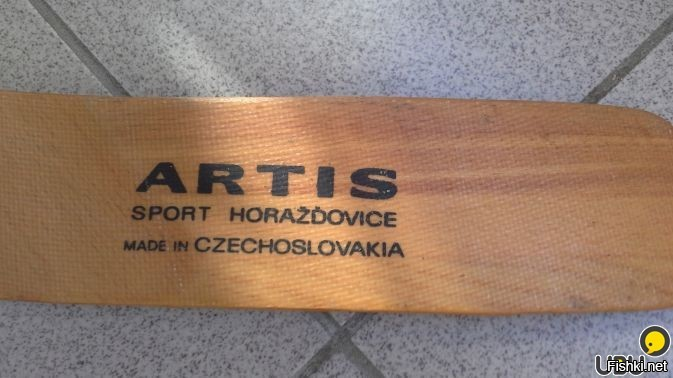 ARTIS
SPORT HORAŽĎOVICE
MADE IN CZECHOSLOVAKIA
Fishki.net